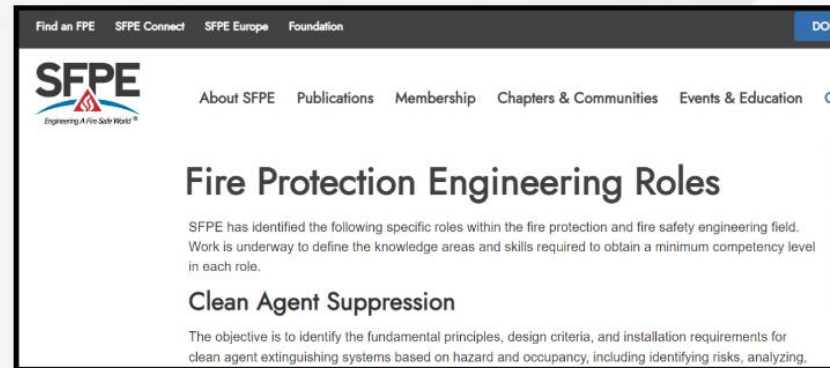 Find an FPE SFPE Connect SFPE Europe Foundation
SFPE
Engineering A Fire Safe World ®
About SFPE Publications Membership Chapters & Communities Events & Education
Fire Protection Engineering Roles
SFPE has identified the following specific roles within the fire protection and fire safety engineering field.
Work is underway to define the knowledge areas and skills required to obtain a minimum competency level
in each role.
Clean Agent Suppression
The objective is to identify the fundamental principles, design criteria, and installation requirements for
clean agent extinguishing systems based on hazard and occupancy, including identifying risks, analyzing,